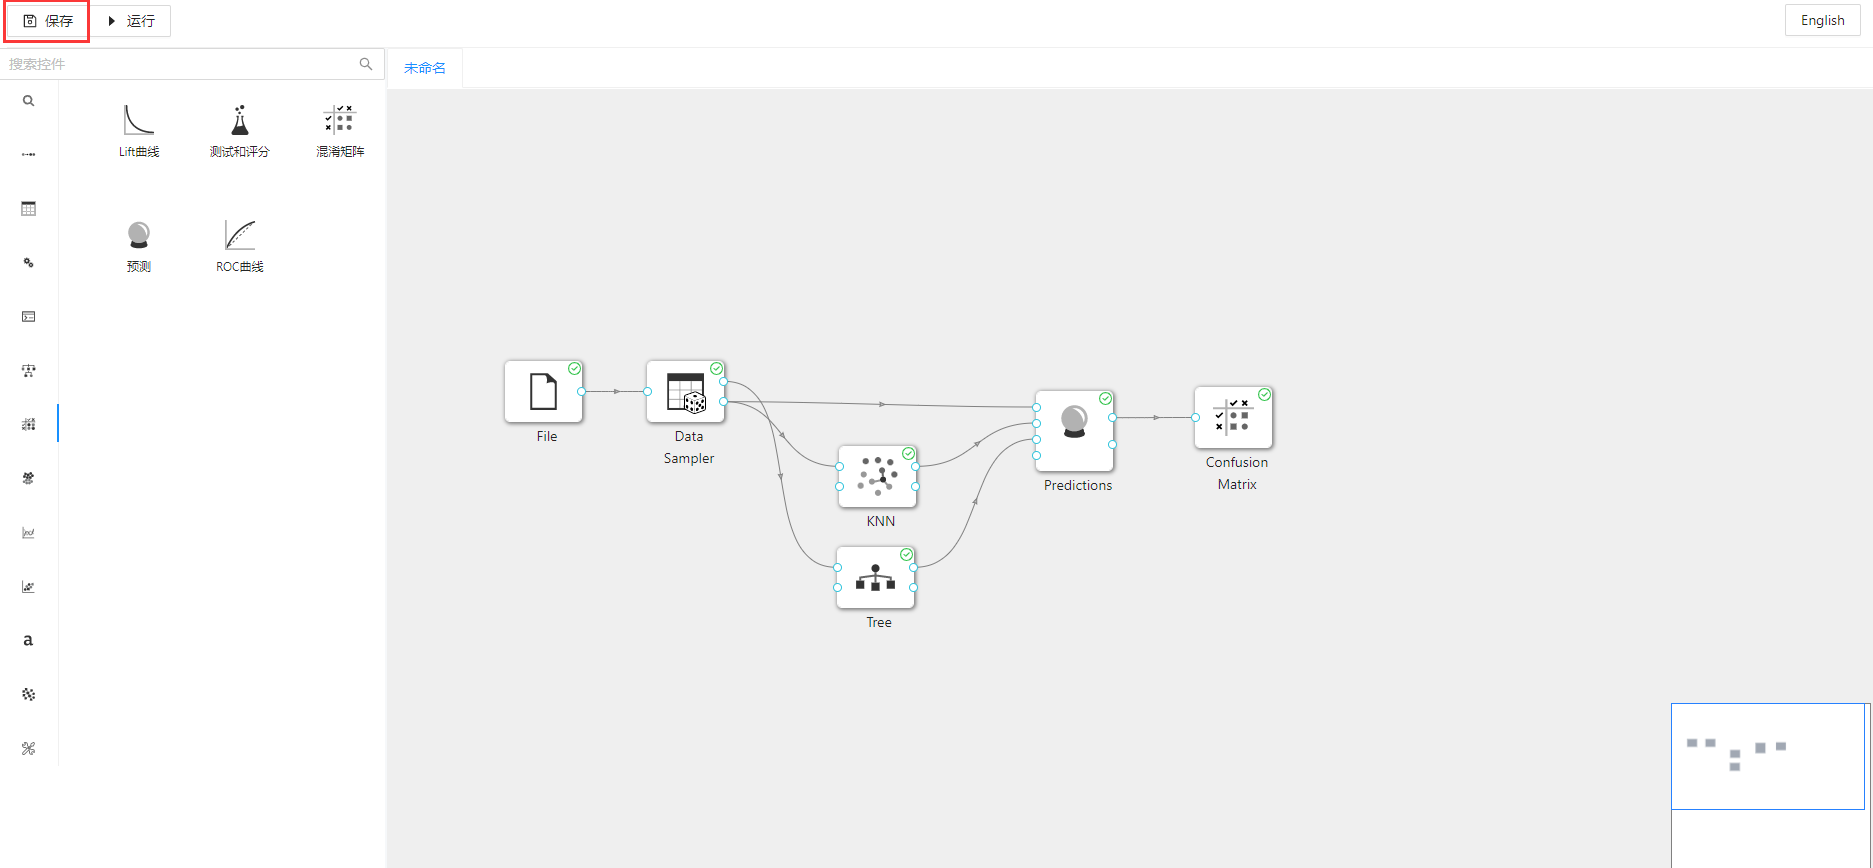 保存
运行
English
搜索控件
未命名
Lift曲线
测试和评分
混淆矩阵
预测
ROC曲线
a
File
Data
Sampler
KNN
Tree
Predictions
Confusion
Matrix